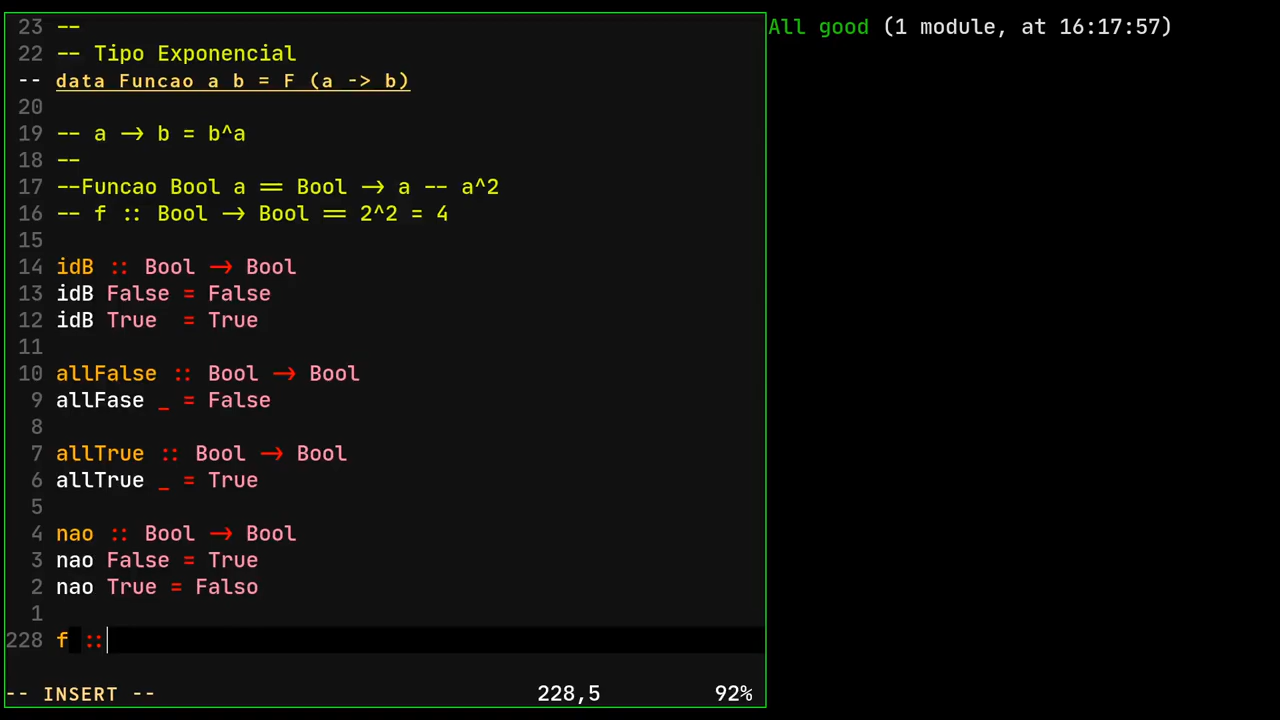 23 --
22 -- Tipo Exponencial
-- data Funcao a b = F (a -> b)
20
19 -- a -> b = b^a
18 --
17 --Funcao Bool a == Bool -> a -- a^2
16 -- f :: Bool -> Bool == 2^2 = 4
15
14 idB :: Bool -> Bool
13 idB False = False
12 idB True  = True
11
10 allFalse :: Bool -> Bool
9 allFase _ = False
8
7 allTrue :: Bool -> Bool
6 allTrue _ = True
5
4 nao :: Bool -> Bool
3 nao False = True
2 nao True = Falso
1
228 f ::
-- INSERT -- 228,5 92%
All good (1 module, at 16:17:57)